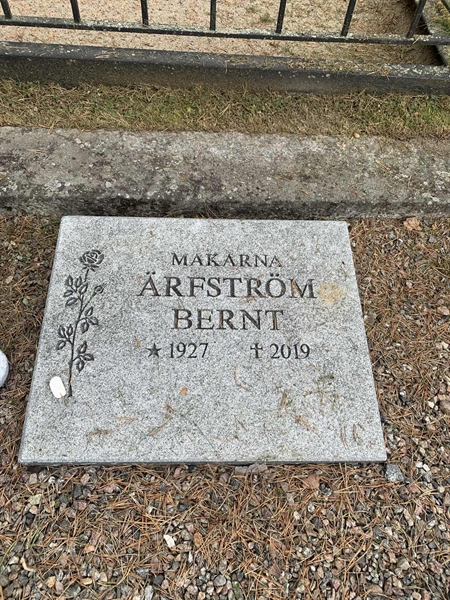 MAKARNA
ÄRFSTRÖM
BERNT
★ 1927 ✝ 2019